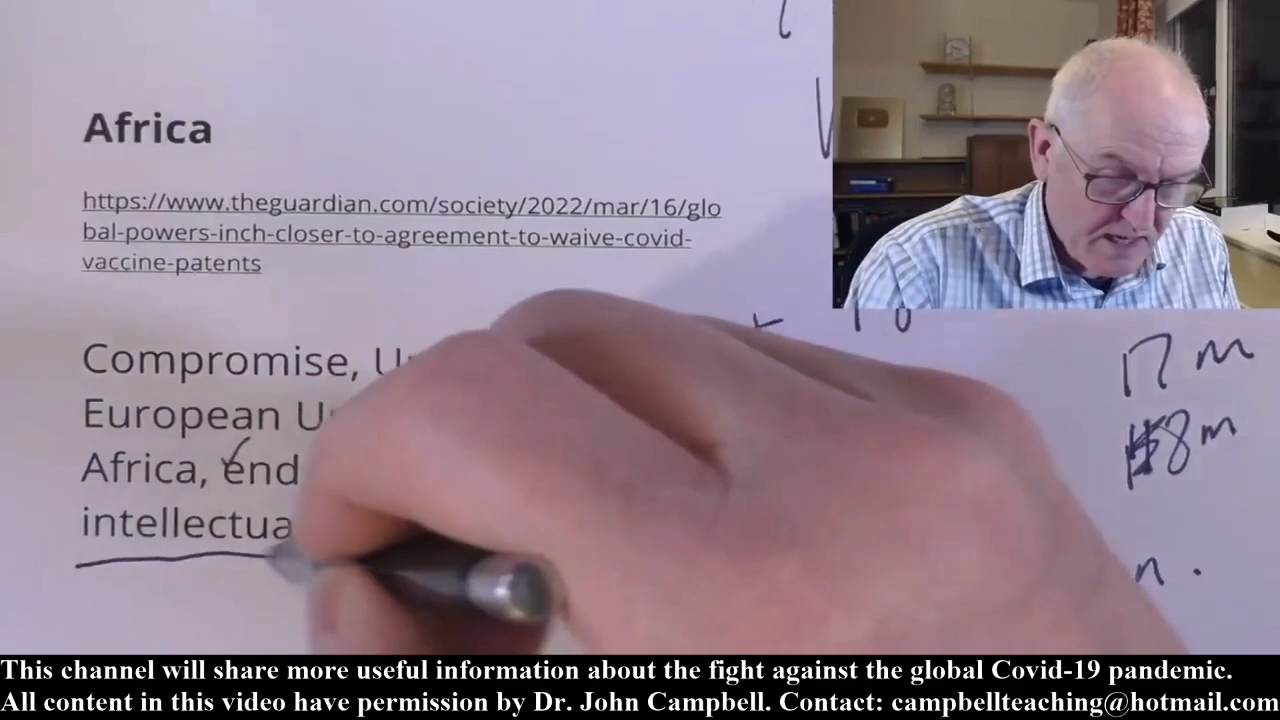 Africa
https://www.theguardian.com/society/2022/mar/16/glo
bal-powers-inch-closer-to-agreement-to-waive-covid-
vaccine-patents
Compromise,
European
Africa, end
17 m
8m
This channel will share more useful information about the fight against the global Covid-19 pandemic.
All content in this video have permission by Dr. John Campbell. Contact: campbellteaching@hotmail.com